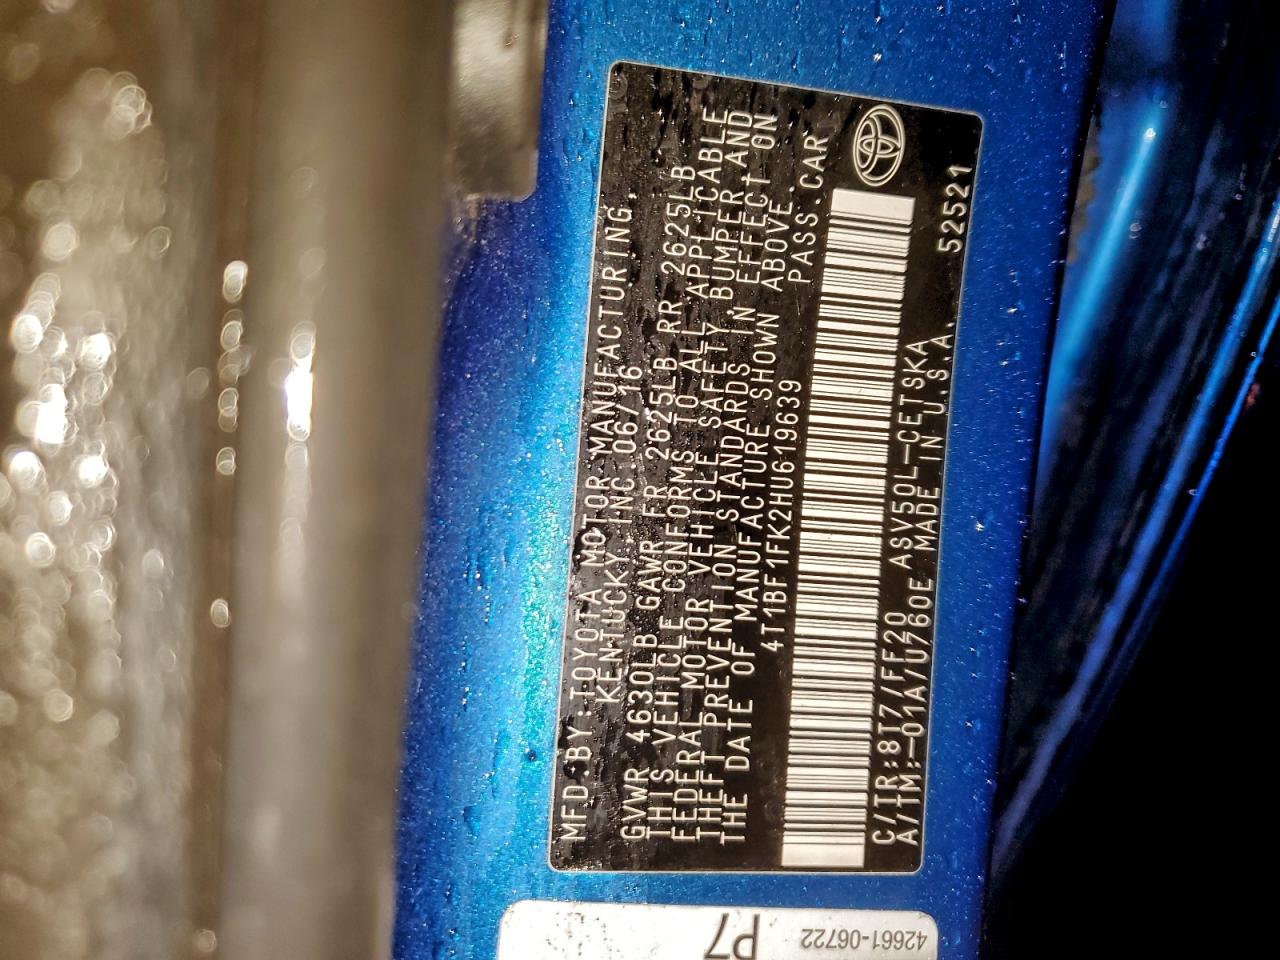 MFD.BY:TOYOTA MOTOR MANUFACTURING,
KENTUCKY, INC. 06/16
GVWR 4630LB GAWR FR 2625LB RR 2625LB
THIS VEHICLE CONFORMS TO ALL APPLICABLE
FEDERAL MOTOR VEHICLE SAFETY, BUMPER, AND
THEFT PREVENTION STANDARDS IN EFFECT ON
THE DATE OF MANUFACTURE SHOWN ABOVE.
4T1BF1FK2HU619639 PASS.CAR
C/TR:8T7/FF20 ASV50L-CETSKA
A/TM:-01A/U760E MADE IN U.S.A. 52521
P7
42661-06722